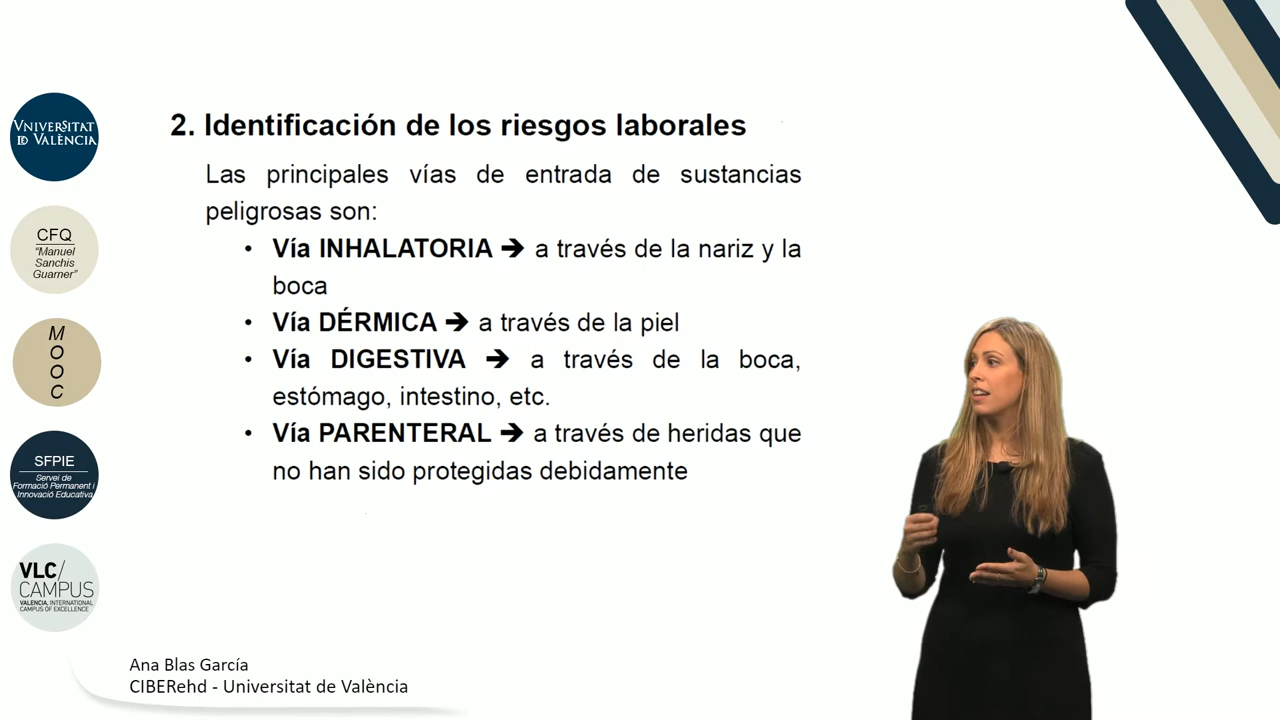 2. Identificación de los riesgos laborales
Las principales vías de entrada de sustancias
peligrosas son:
• Vía INHALATORIA ➔ a través de la nariz y la
boca
• Vía DÉRMICA ➔ a través de la piel
• Vía DIGESTIVA ➔ a través de la boca,
estómago, intestino, etc.
• Vía PARENTERAL ➔ a través de heridas que
no han sido protegidas debidamente
VNIVERSITAT
ID VALÈNCIA
CFQ
“Manuel
Sanchis
Guarner”
M
O
O
C
SFPIE
Servei de
Formació Permanent i
Innovació Educativa
VLC/
CAMPUS
VALENCIA, INTERNATIONAL
CAMPUS OF EXCELLENCE
Ana Blas García
CIBERehd - Universitat de València